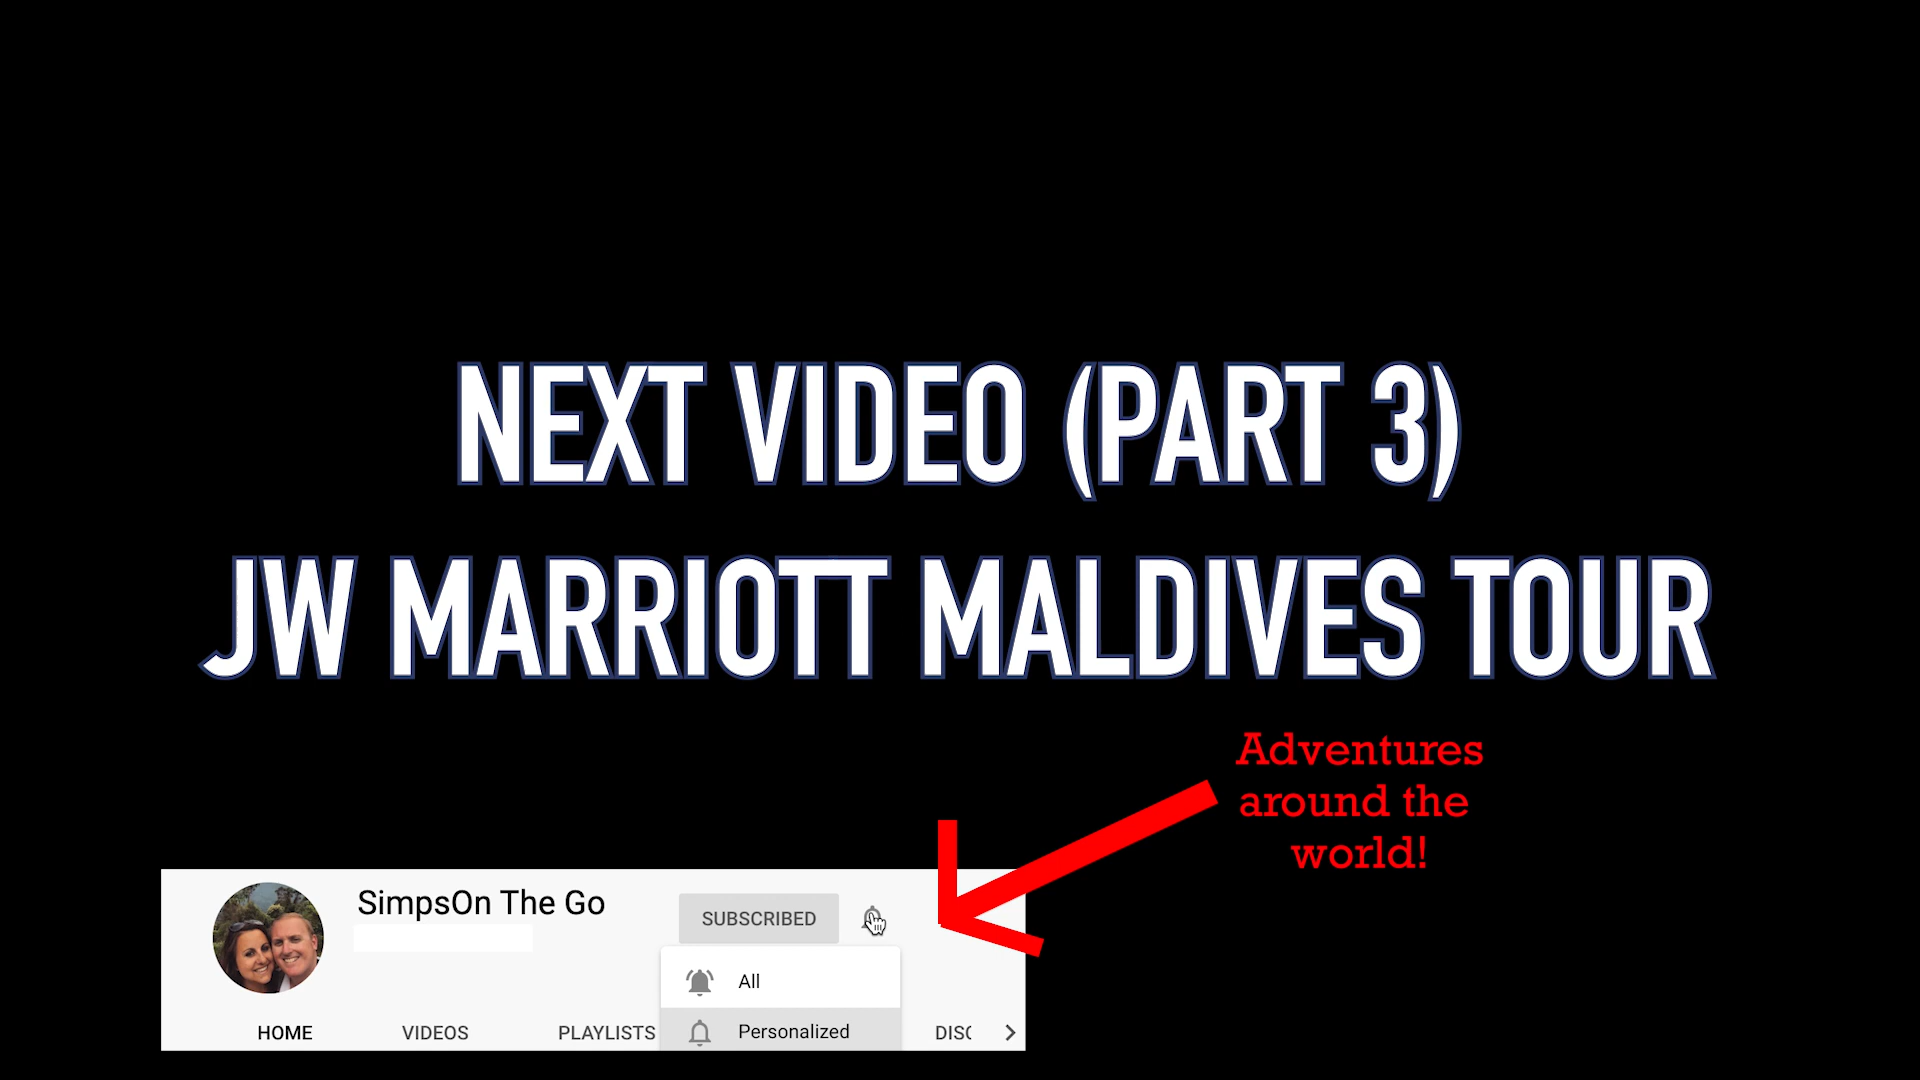 NEXT VIDEO (PART 3)
JW MARRIOTT MALDIVES TOUR
Adventures
around the
world!
SimpsOn The Go
SUBSCRIBED
All
Personalized
HOME VIDEOS PLAYLISTS